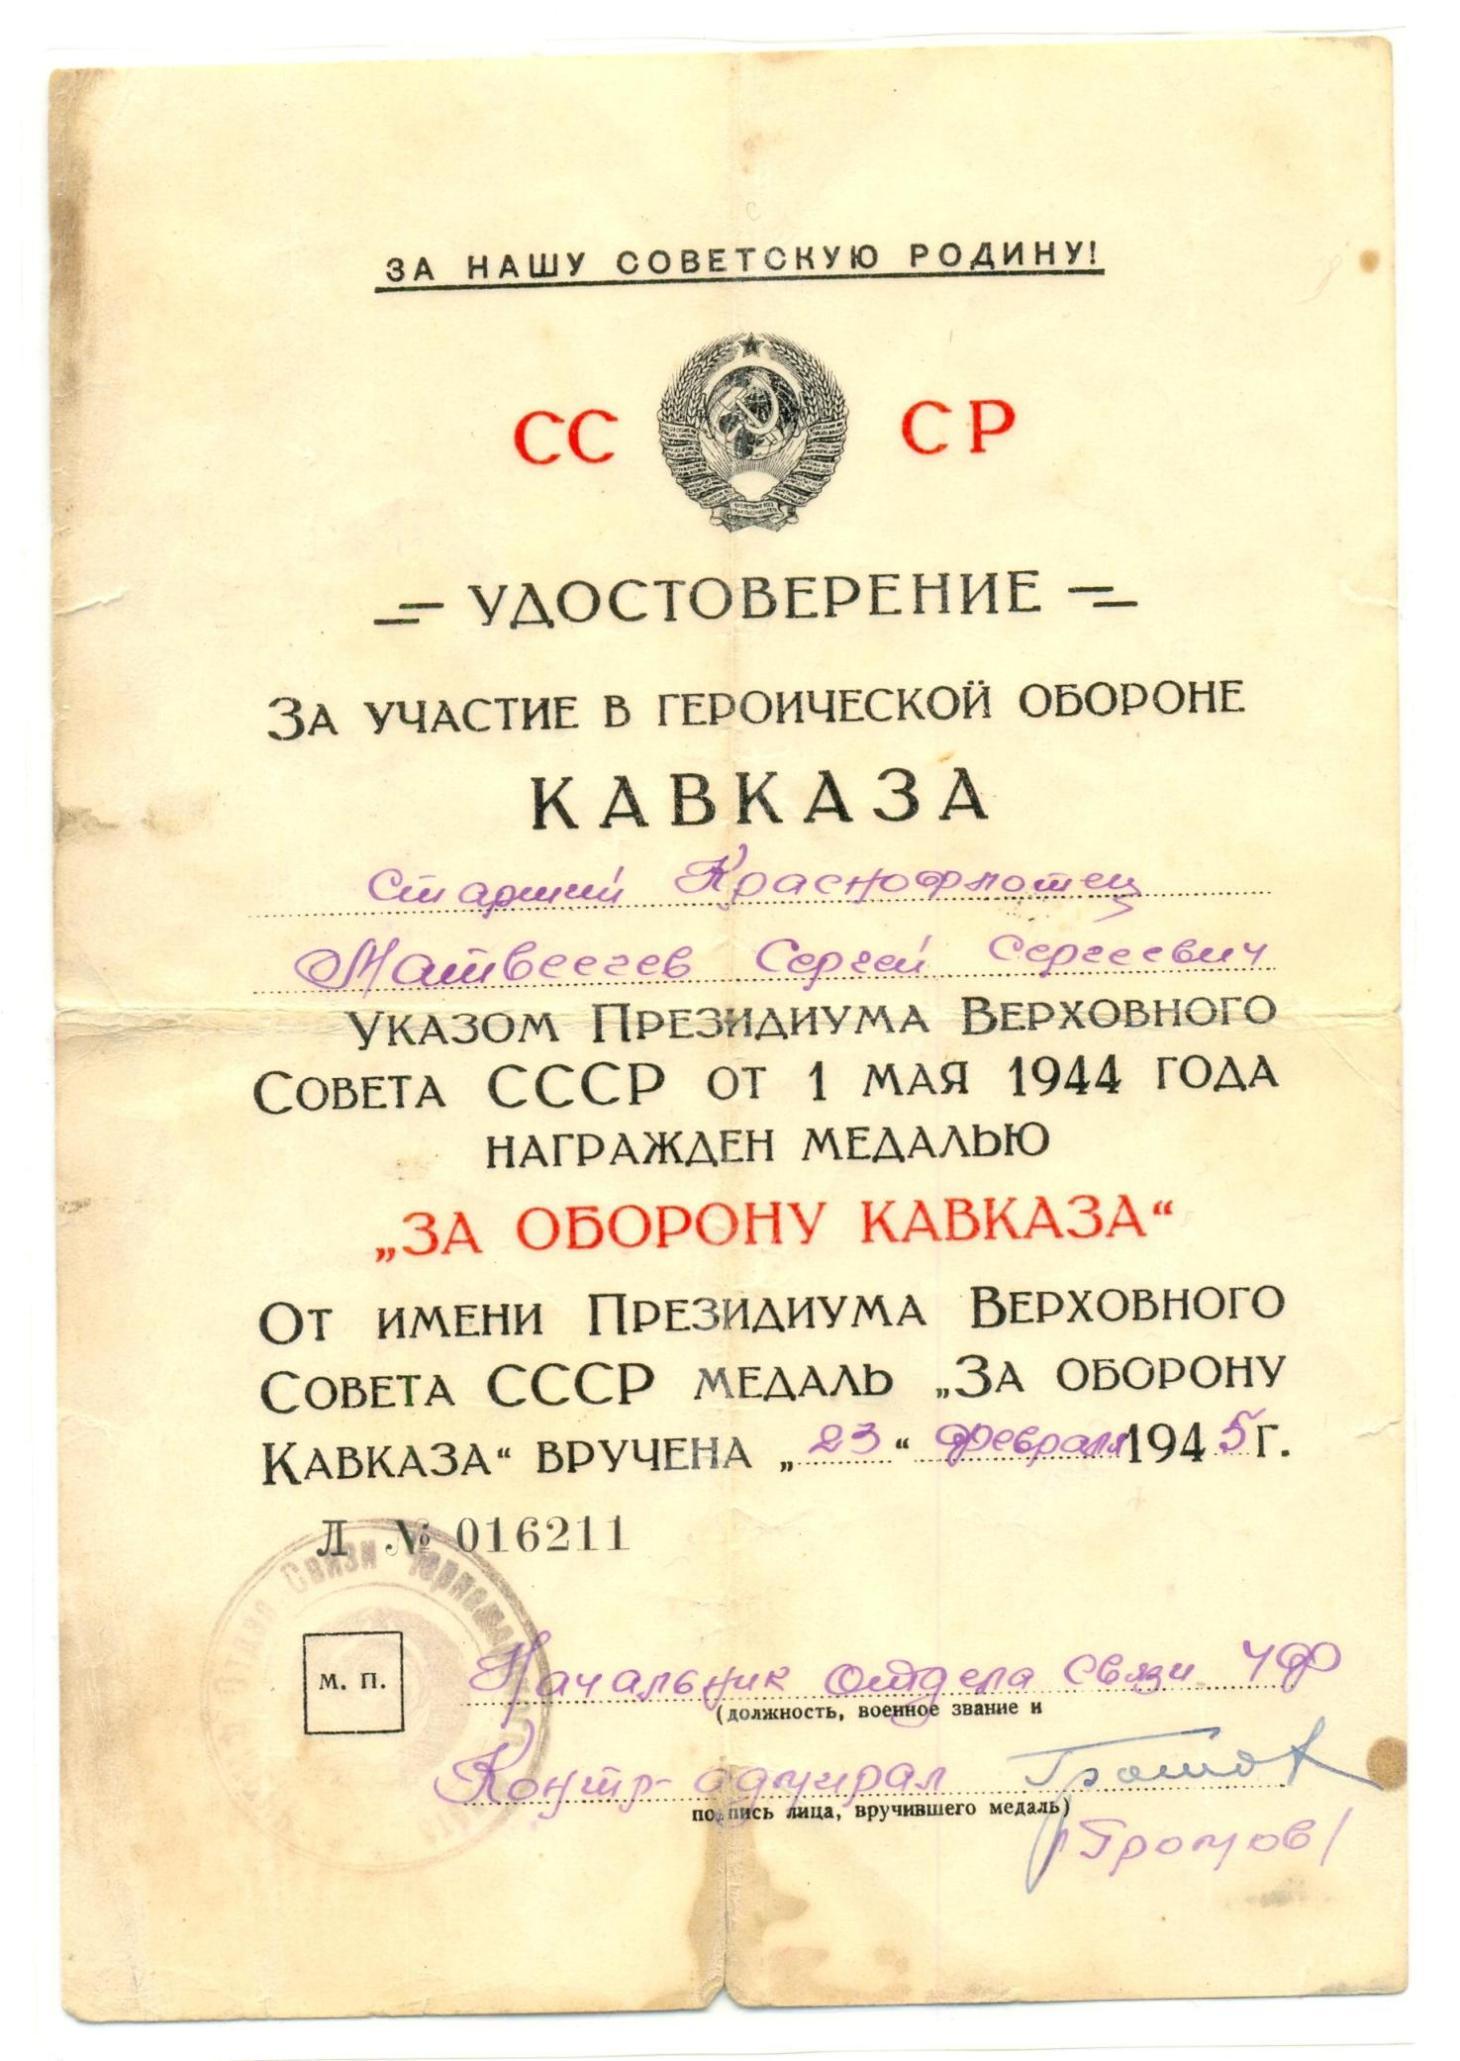 ЗА НАШУ СОВЕТСКУЮ РОДИНУ!
СС СР
УДОСТОВЕРЕНИЕ
ЗА УЧАСТИЕ В ГЕРОИЧЕСКОЙ ОБОРОНЕ
КАВКАЗА
Старший Краснофлотец
Сергей Сергеевич
УКАЗОМ ПРЕЗИДИУМА ВЕРХОВНОГО
СОВЕТА СССР ОТ 1 МАЯ 1944 ГОДА
НАГРАЖДЕН МЕДАЛЬЮ
„ЗА ОБОРОНУ КАВКАЗА“
ОТ ИМЕНИ ПРЕЗИДИУМА ВЕРХОВНОГО
СОВЕТА СССР МЕДАЛЬ „ЗА ОБОРОНУ
КАВКАЗА“ ВРУЧЕНА „23“ февраля 1945 Г.
Л № 016211
Связи
М. П.
Начальник Отдела Связи ЧФ
(должность, военное звание и
Контр-адмирал
подпись лица, вручившего медаль)
/Громов/